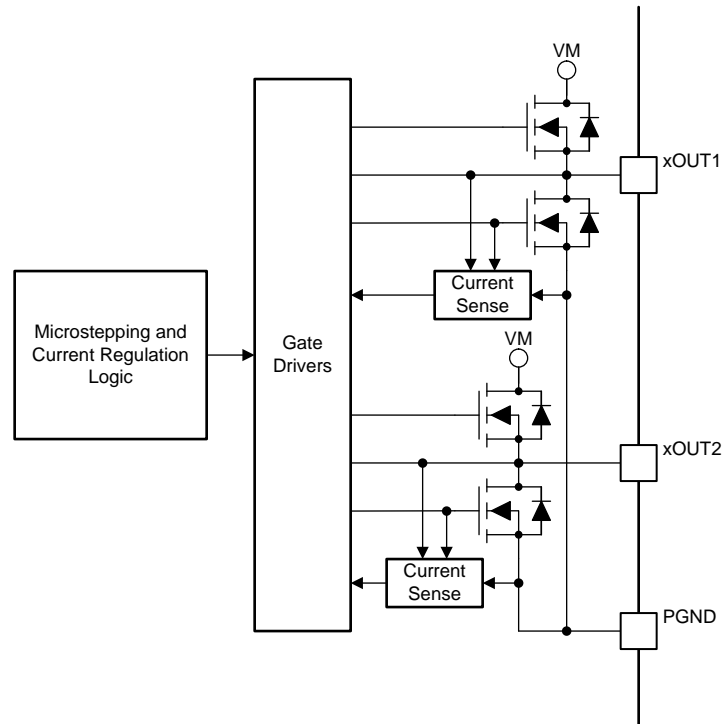 VM
xOUT1
Current
Sense
Microstepping and
Current Regulation
Logic
Gate
Drivers
VM
xOUT2
Current
Sense
PGND